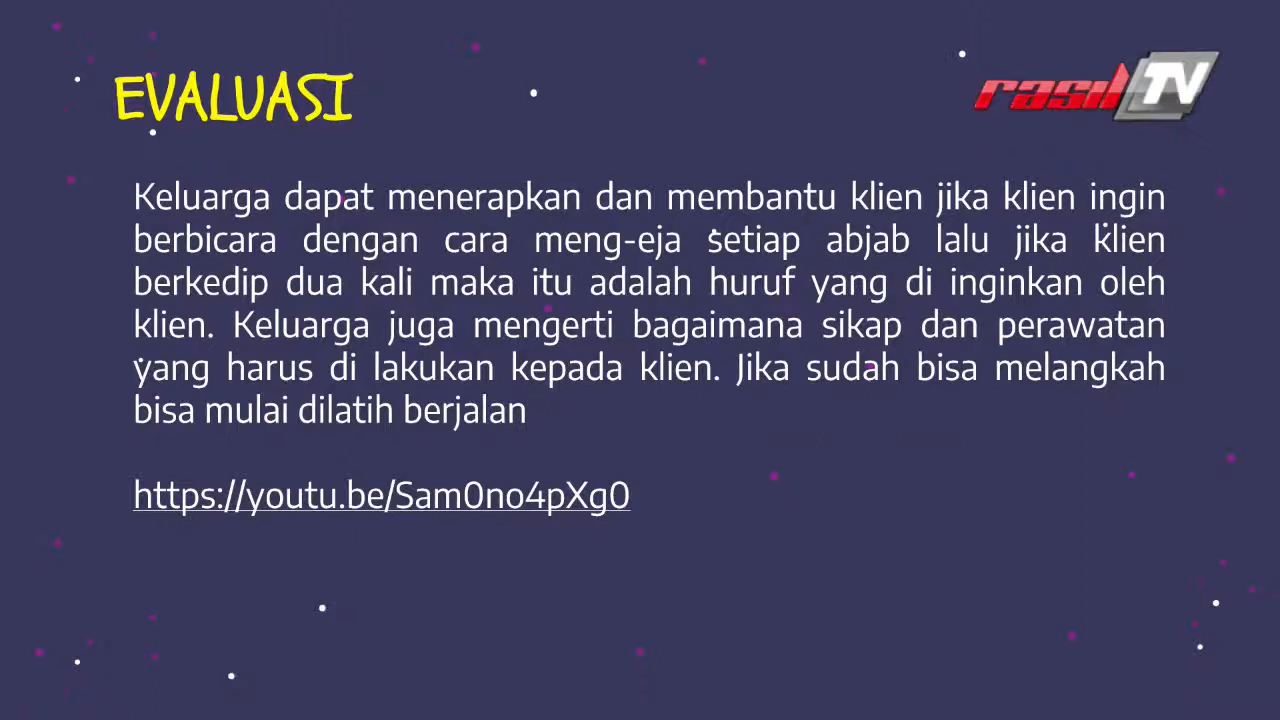 EVALUASI
rasil TV
Keluarga dapat menerapkan dan membantu klien jika klien ingin
berbicara dengan cara meng-eja setiap abjab lalu jika klien
berkedip dua kali maka itu adalah huruf yang di inginkan oleh
klien. Keluarga juga mengerti bagaimana sikap dan perawatan
yang harus di lakukan kepada klien. Jika sudah bisa melangkah
bisa mulai dilatih berjalan
https://youtu.be/Sam0no4pXg0